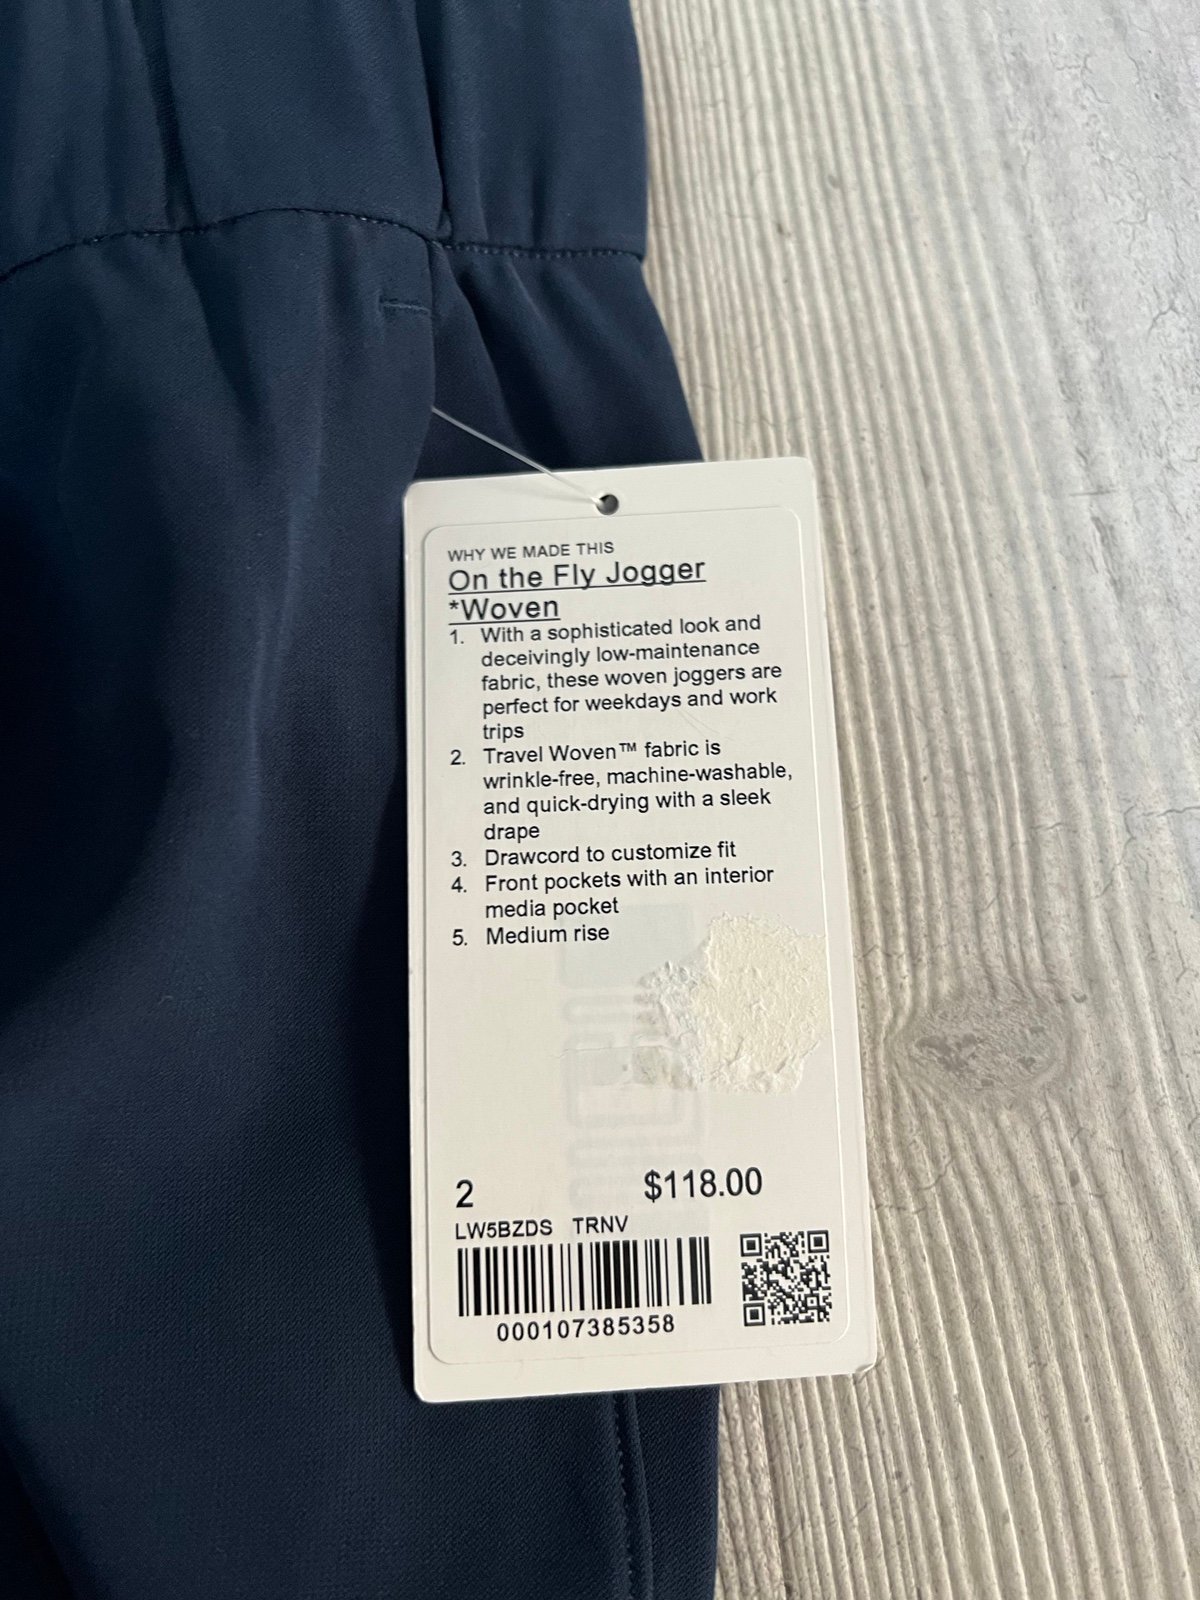 WHY WE MADE THIS
On the Fly Jogger
*Woven
1. With a sophisticated look and
deceivingly low-maintenance
fabric, these woven joggers are
perfect for weekdays and work
trips
2. Travel Woven™ fabric is
wrinkle-free, machine-washable,
and quick-drying with a sleek
drape
3. Drawcord to customize fit
4. Front pockets with an interior
media pocket
5. Medium rise
2 $118.00
LW5BZDS TRNV
000107385358